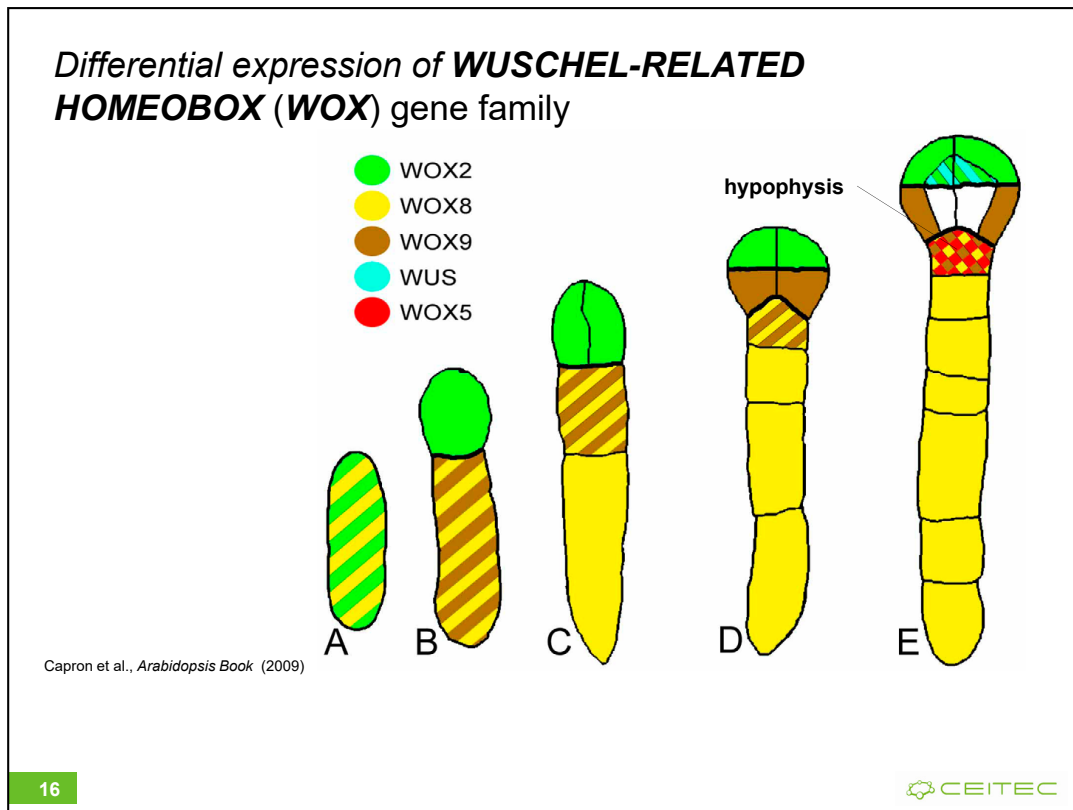 Differential expression of WUSCHEL-RELATED
HOMEOBOX (WOX) gene family
WOX2
WOX8
WOX9
WUS
WOX5
hypophysis
A
B
C
D
E
Capron et al., Arabidopsis Book (2009)
16
CEITEC